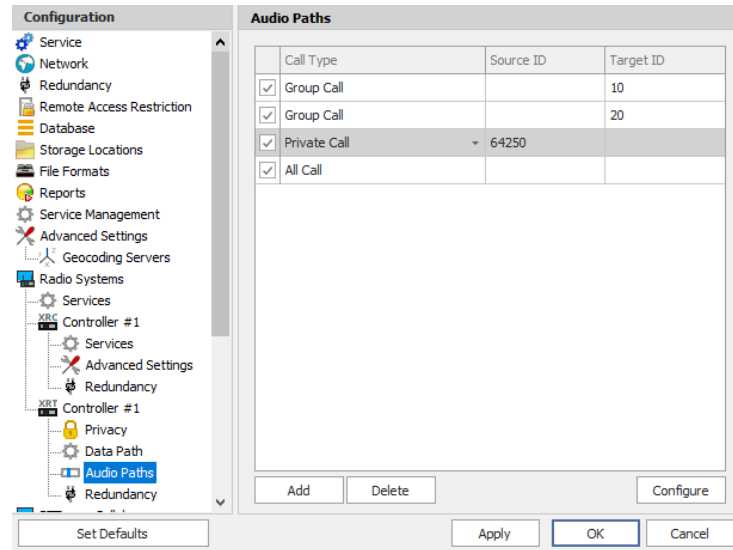 Configuration
Service
Network
Redundancy
Remote Access Restriction
Database
Storage Locations
File Formats
Reports
Service Management
Advanced Settings
Geocoding Servers
Radio Systems
Services
XRC Controller #1
Services
Advanced Settings
Redundancy
XRT Controller #1
Privacy
Data Path
Audio Paths
Redundancy
Set Defaults
Audio Paths
Call Type Source ID Target ID
Group Call 10
Group Call 20
Private Call 64250
All Call
Add Delete Configure
Apply OK Cancel